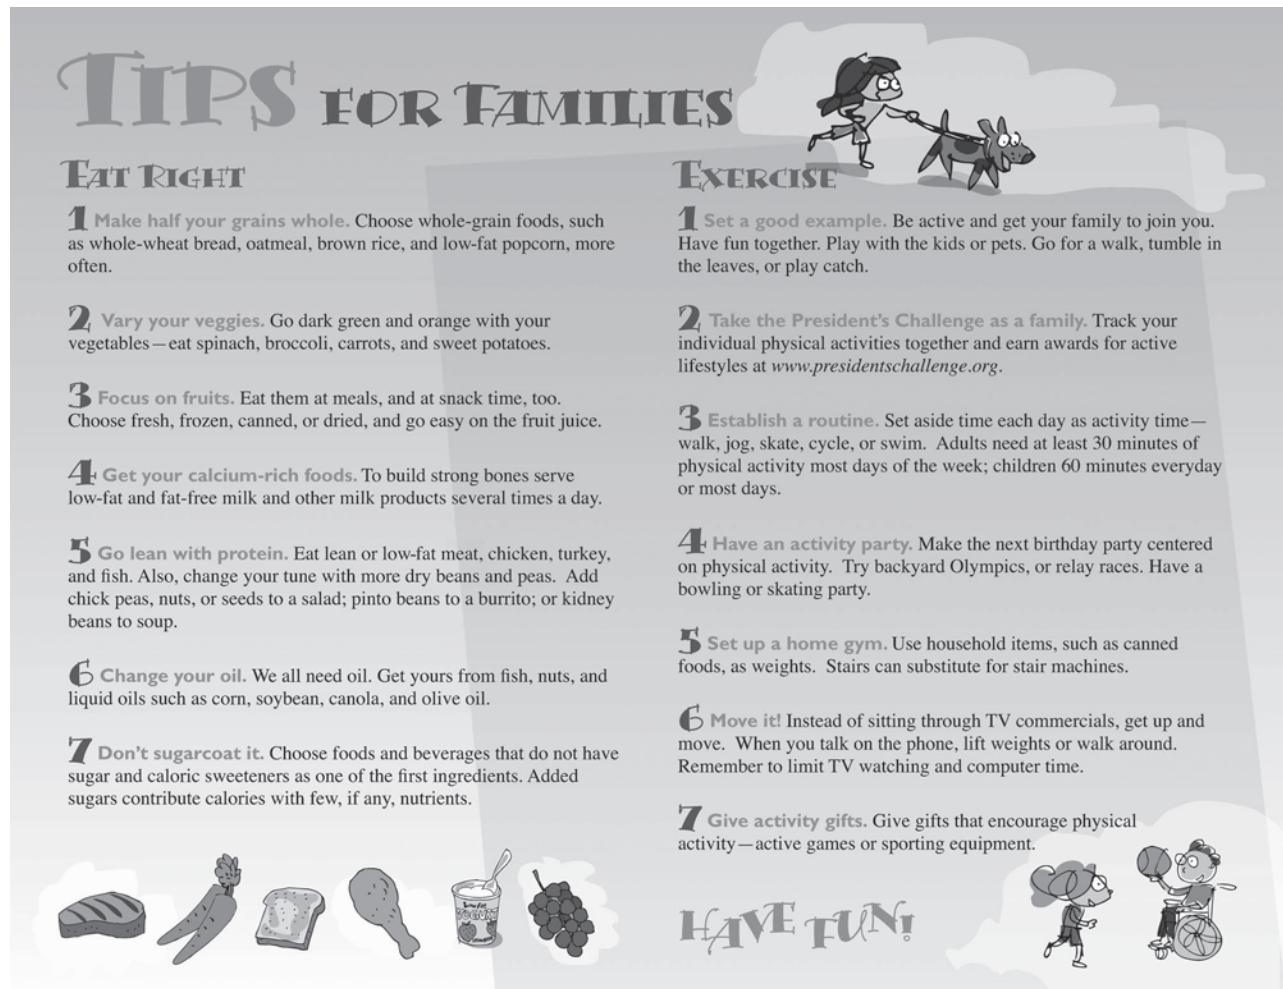 TIPS FOR FAMILIES
EAT RIGHT
1 Make half your grains whole. Choose whole-grain foods, such
as whole-wheat bread, oatmeal, brown rice, and low-fat popcorn, more
often.
2 Vary your veggies. Go dark green and orange with your
vegetables—eat spinach, broccoli, carrots, and sweet potatoes.
3 Focus on fruits. Eat them at meals, and at snack time, too.
Choose fresh, frozen, canned, or dried, and go easy on the fruit juice.
4 Get your calcium-rich foods. To build strong bones serve
low-fat and fat-free milk and other milk products several times a day.
5 Go lean with protein. Eat lean or low-fat meat, chicken, turkey,
and fish. Also, change your tune with more dry beans and peas. Add
chick peas, nuts, or seeds to a salad; pinto beans to a burrito; or kidney
beans to soup.
6 Change your oil. We all need oil. Get yours from fish, nuts, and
liquid oils such as corn, soybean, canola, and olive oil.
7 Don't sugarcoat it. Choose foods and beverages that do not have
sugar and caloric sweeteners as one of the first ingredients. Added
sugars contribute calories with few, if any, nutrients.
Low fat
YOGURT
EXERCISE
1 Set a good example. Be active and get your family to join you.
Have fun together. Play with the kids or pets. Go for a walk, tumble in
the leaves, or play catch.
2 Take the President's Challenge as a family. Track your
individual physical activities together and earn awards for active
lifestyles at www.presidentschallenge.org.
3 Establish a routine. Set aside time each day as activity time—
walk, jog, skate, cycle, or swim. Adults need at least 30 minutes of
physical activity most days of the week; children 60 minutes everyday
or most days.
4 Have an activity party. Make the next birthday party centered
on physical activity. Try backyard Olympics, or relay races. Have a
bowling or skating party.
5 Set up a home gym. Use household items, such as canned
foods, as weights. Stairs can substitute for stair machines.
6 Move it! Instead of sitting through TV commercials, get up and
move. When you talk on the phone, lift weights or walk around.
Remember to limit TV watching and computer time.
7 Give activity gifts. Give gifts that encourage physical
activity—active games or sporting equipment.
HAVE FUN!